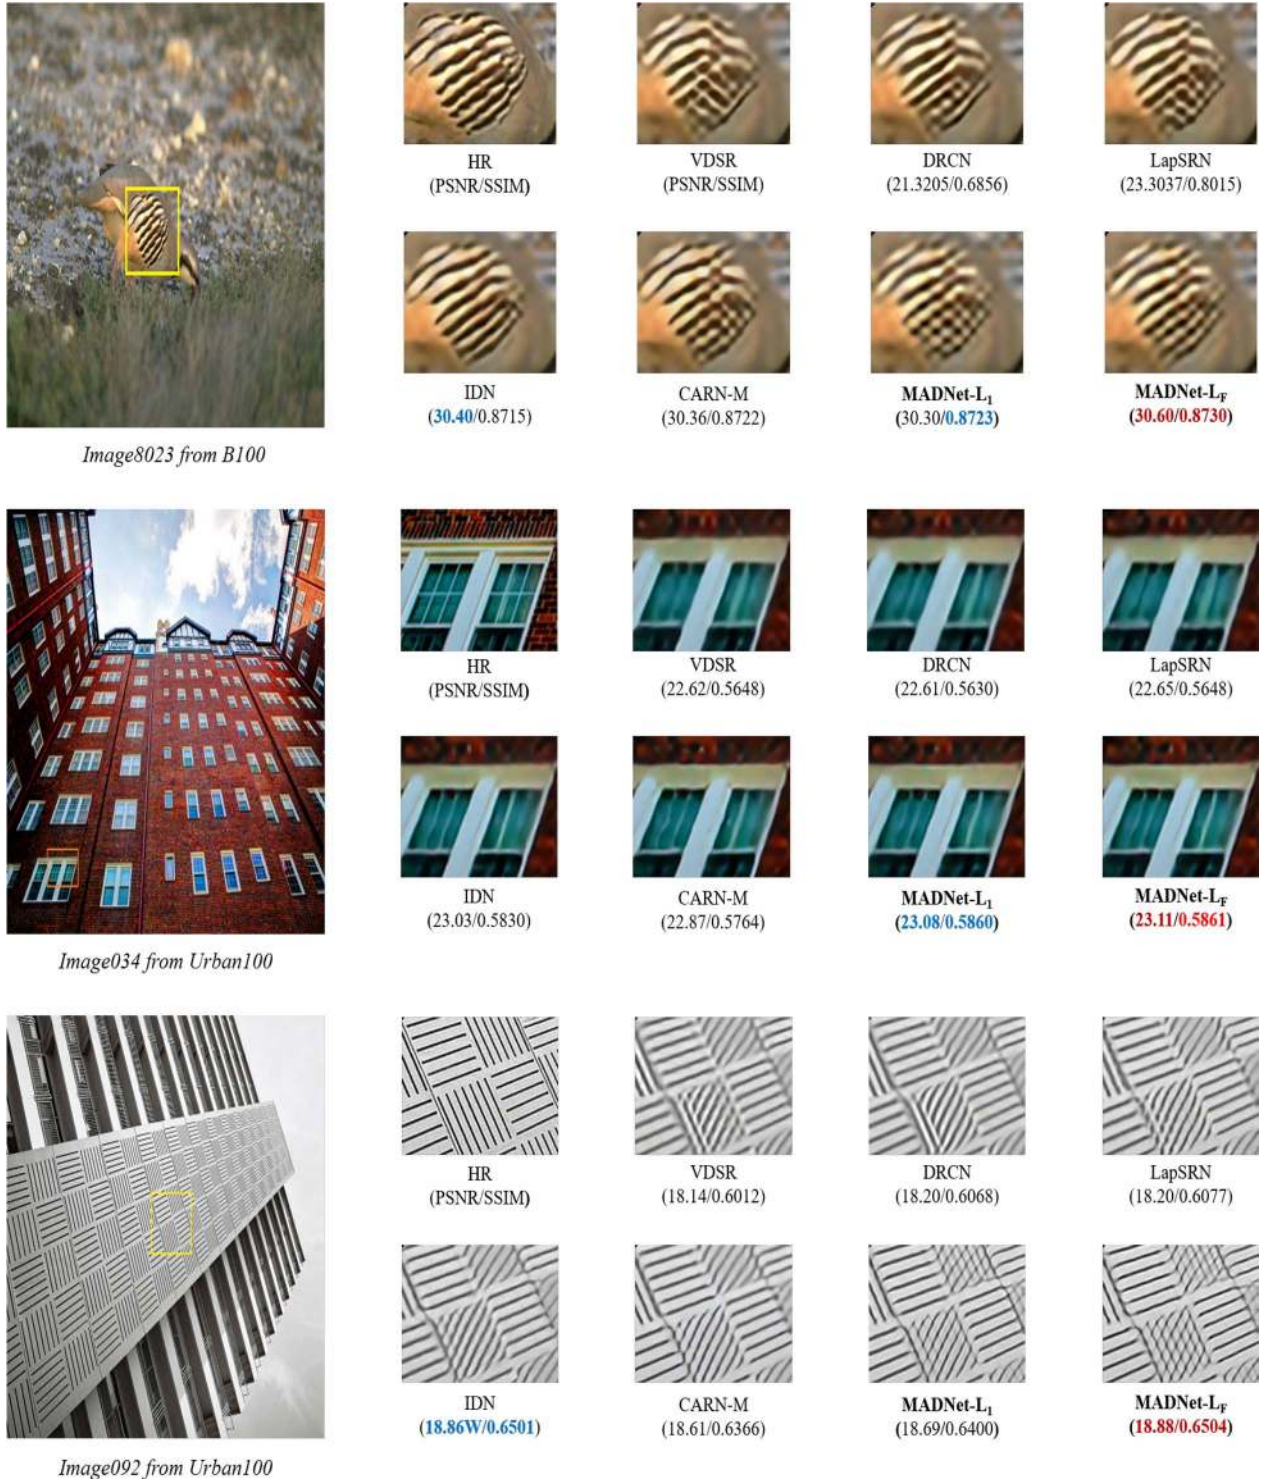 HR
(PSNR/SSIM)
VDSR
(PSNR/SSIM)
DRCN
(21.3205/0.6856)
LapSRN
(23.3037/0.8015)
IDN
(30.40/0.8715)
CARN-M
(30.36/0.8722)
MADNet-L1
(30.30/0.8723)
MADNet-LF
(30.60/0.8730)
Image8023 from B100
HR
(PSNR/SSIM)
VDSR
(22.62/0.5648)
DRCN
(22.61/0.5630)
LapSRN
(22.65/0.5648)
IDN
(23.03/0.5830)
CARN-M
(22.87/0.5764)
MADNet-L1
(23.08/0.5860)
MADNet-LF
(23.11/0.5861)
Image034 from Urban100
HR
(PSNR/SSIM)
VDSR
(18.14/0.6012)
DRCN
(18.20/0.6068)
LapSRN
(18.20/0.6077)
IDN
(18.86W/0.6501)
CARN-M
(18.61/0.6366)
MADNet-L1
(18.69/0.6400)
MADNet-LF
(18.88/0.6504)
Image092 from Urban100